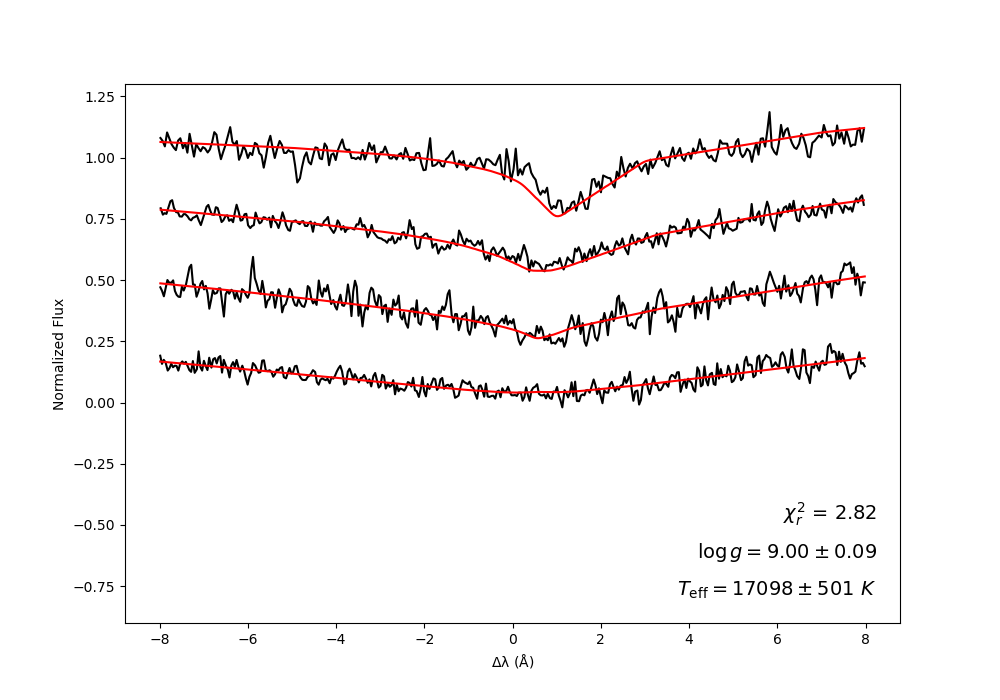 1.25
1.00
0.75
0.50
0.25
0.00
−0.25
−0.50
−0.75
Normalized Flux
χ²ᵣ = 2.82
log g = 9.00 ± 0.09
T_eff = 17098 ± 501 K
−8 −6 −4 −2 0 2 4 6 8
Δλ (Å)